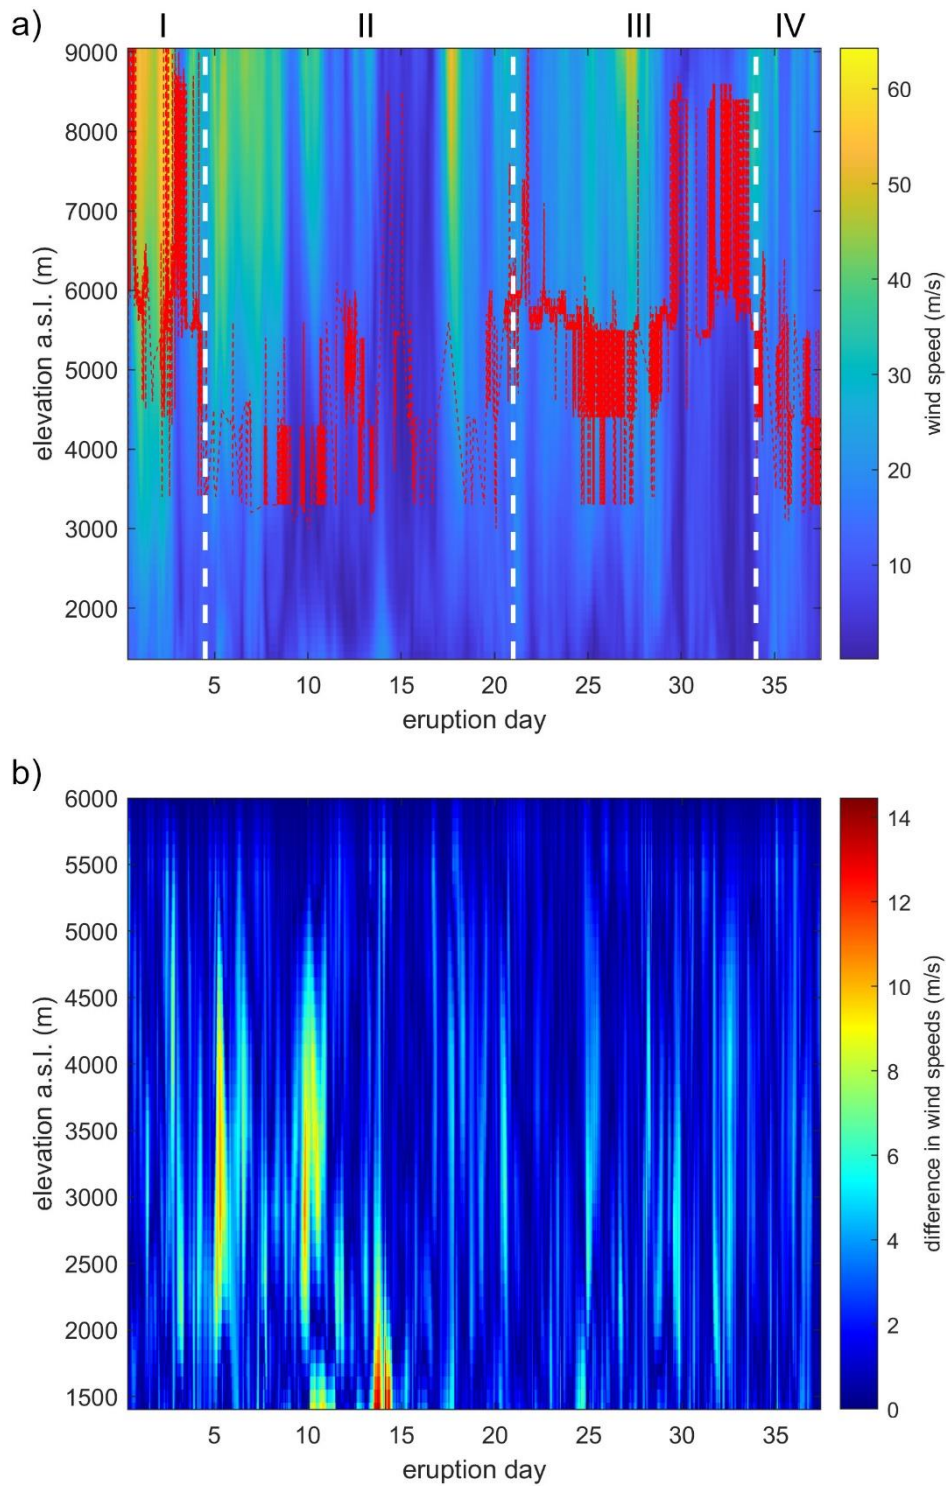 a)
I II III IV
9000
8000
7000
6000
5000
4000
3000
2000
elevation a.s.l. (m)
5 10 15 20 25 30 35
eruption day
60
50
40
30
20
10
wind speed (m/s)
b)
6000
5500
5000
4500
4000
3500
3000
2500
2000
1500
elevation a.s.l. (m)
5 10 15 20 25 30 35
eruption day
14
12
10
8
6
4
2
0
difference in wind speeds (m/s)